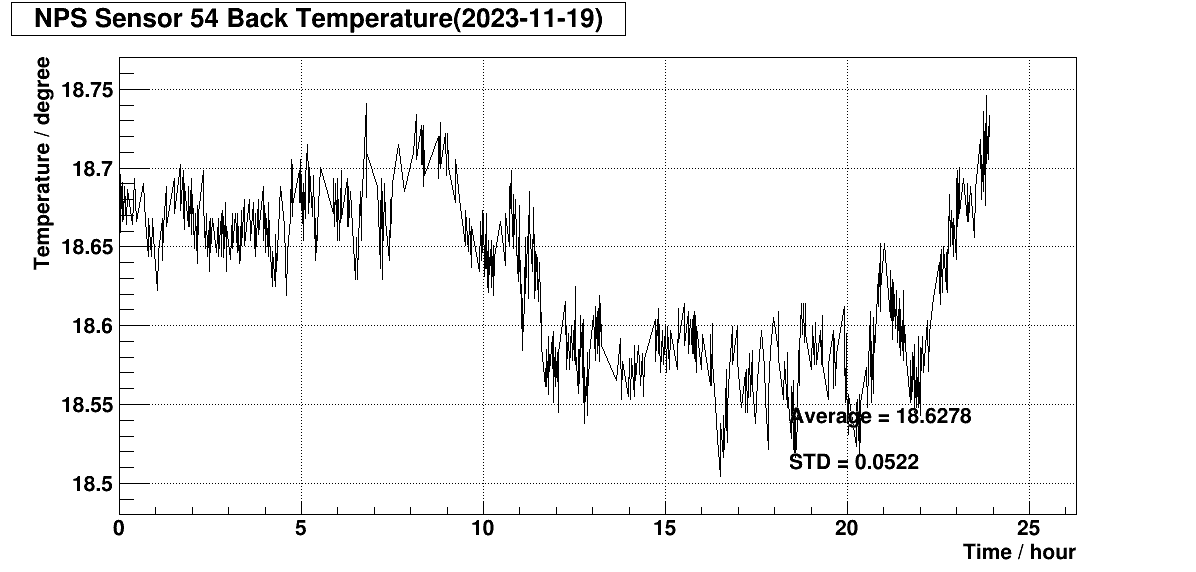 NPS Sensor 54 Back Temperature(2023-11-19)
Temperature / degree
18.75
18.7
18.65
18.6
18.55
18.5
Average = 18.6278
STD = 0.0522
0 5 10 15 20 25
Time / hour